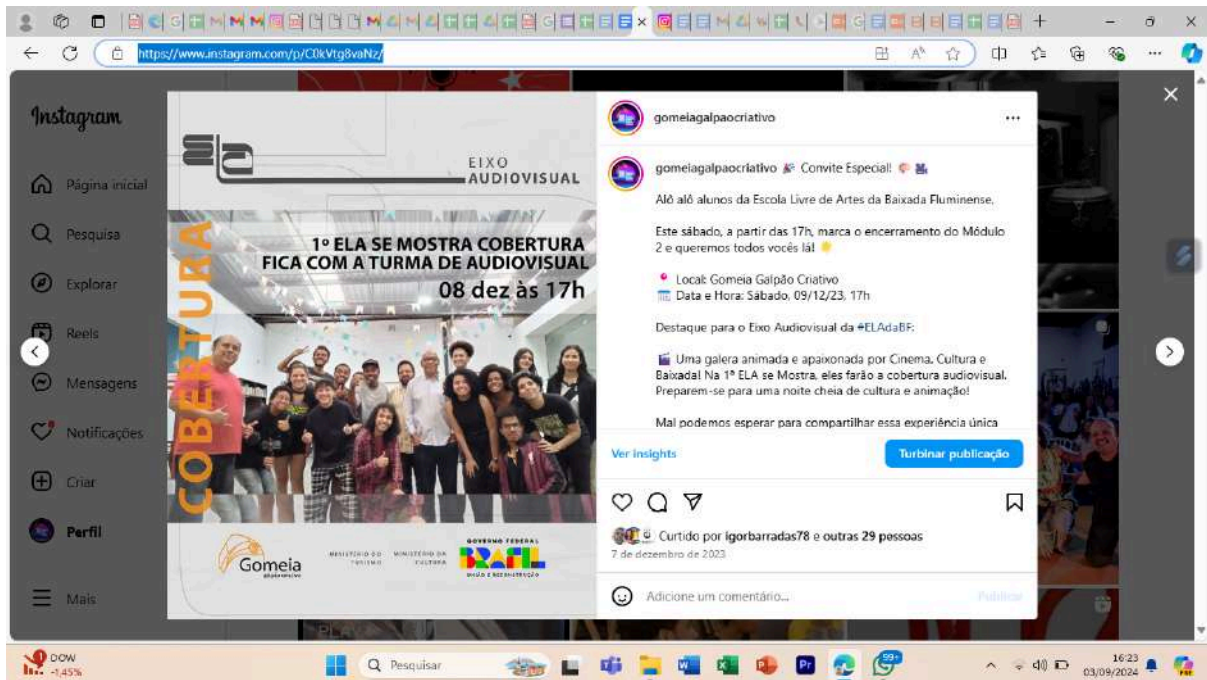 https://www.instagram.com/p/C0kVtg8vaNz/
Instagram
Página inicial
Pesquisa
Explorar
Reels
Mensagens
Notificações
Criar
Perfil
Mais
EIXO
AUDIOVISUAL
COBERTURA
1º ELA SE MOSTRA COBERTURA
FICA COM A TURMA DE AUDIOVISUAL
08 dez às 17h
Gomeia
MINISTÉRIO DO
TURISMO
MINISTÉRIO DA
CULTURA
GOVERNO FEDERAL
BRASIL
UNIÃO E RECONSTRUÇÃO
gomeiagalpaocriativo
gomeiagalpaocriativo 🎉 Convite Especial! 🎨 🎥
Alô alô alunos da Escola Livre de Artes da Baixada Fluminense,
Este sábado, a partir das 17h, marca o encerramento do Módulo
2 e queremos todos vocês lá! 🌟
📍 Local: Gomeia Galpão Criativo
📅 Data e Hora: Sábado, 09/12/23, 17h
Destaque para o Eixo Audiovisual da #ELAdaBF:
🎬 Uma galera animada e apaixonada por Cinema, Cultura e
Baixada! Na 1ª ELA se Mostra, eles farão a cobertura audiovisual.
Preparem-se para uma noite cheia de cultura e animação!
Mal podemos esperar para compartilhar essa experiência única
Ver insights
Turbinar publicação
Curtido por igorbarradas78 e outras 29 pessoas
7 de dezembro de 2023
Adicione um comentário...
Publicar
DOW
-1,45%
Pesquisar
99+
16:23
03/09/2024